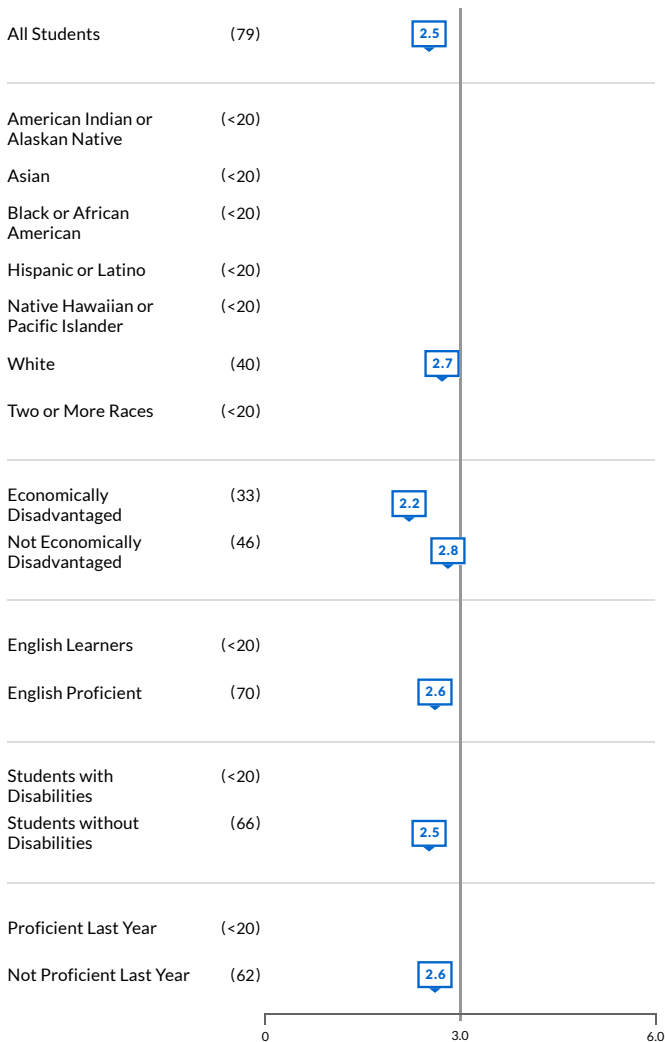 All Students (79) 2.5
American Indian or (<20)
Alaskan Native
Asian (<20)
Black or African (<20)
American
Hispanic or Latino (<20)
Native Hawaiian or (<20)
Pacific Islander
White (40) 2.7
Two or More Races (<20)
Economically (33) 2.2
Disadvantaged
Not Economically (46) 2.8
Disadvantaged
English Learners (<20)
English Proficient (70) 2.6
Students with (<20)
Disabilities
Students without (66) 2.5
Disabilities
Proficient Last Year (<20)
Not Proficient Last Year (62) 2.6
0 3.0 6.0